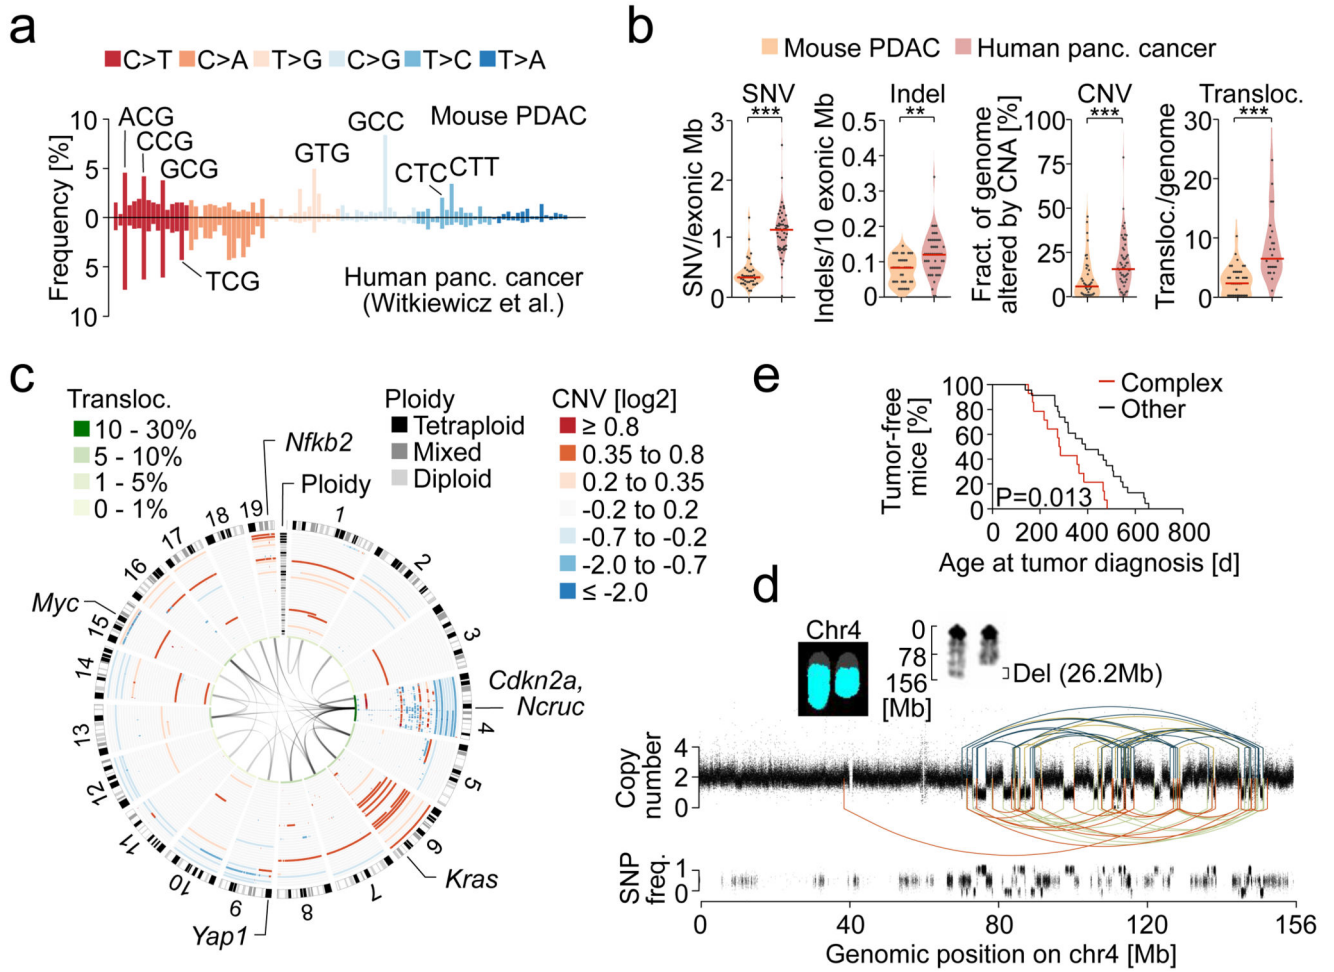 a
C>T C>A T>G C>G T>C T>A
Frequency [%]
10
5
0
5
10
ACG
CCG
GCG
TCG
GTG
GCC
CTC
CTT
Mouse PDAC
Human panc. cancer
(Witkiewicz et al.)
b
Mouse PDAC Human panc. cancer
SNV
***
SNV/exonic Mb
3
2
1
0
Indel
**
Indels/10 exonic Mb
0.5
0.4
0.3
0.2
0.1
0
CNV
***
Fract. of genome
altered by CNA [%]
100
75
50
25
0
Transloc.
***
Transloc./genome
30
20
10
0
c
Transloc.
10 - 30%
5 - 10%
1 - 5%
0 - 1%
Ploidy
Tetraploid
Mixed
Diploid
CNV [log2]
≥ 0.8
0.35 to 0.8
0.2 to 0.35
-0.2 to 0.2
-0.7 to -0.2
-2.0 to -0.7
≤ -2.0
Nfkb2
Ploidy
1
2
3
4
5
6
7
8
9
10
11
12
13
14
15
16
17
18
19
Myc
Cdkn2a,
Ncruc
Kras
Yap1
e
Tumor-free
mice [%]
100
80
60
40
20
0
Complex
Other
P=0.013
0 200 400 600 800
Age at tumor diagnosis [d]
d
Chr4
0
78
156
[Mb]
Del (26.2Mb)
Copy
number
4
2
0
SNP
freq.
1
0
0 40 80 120 156
Genomic position on chr4 [Mb]